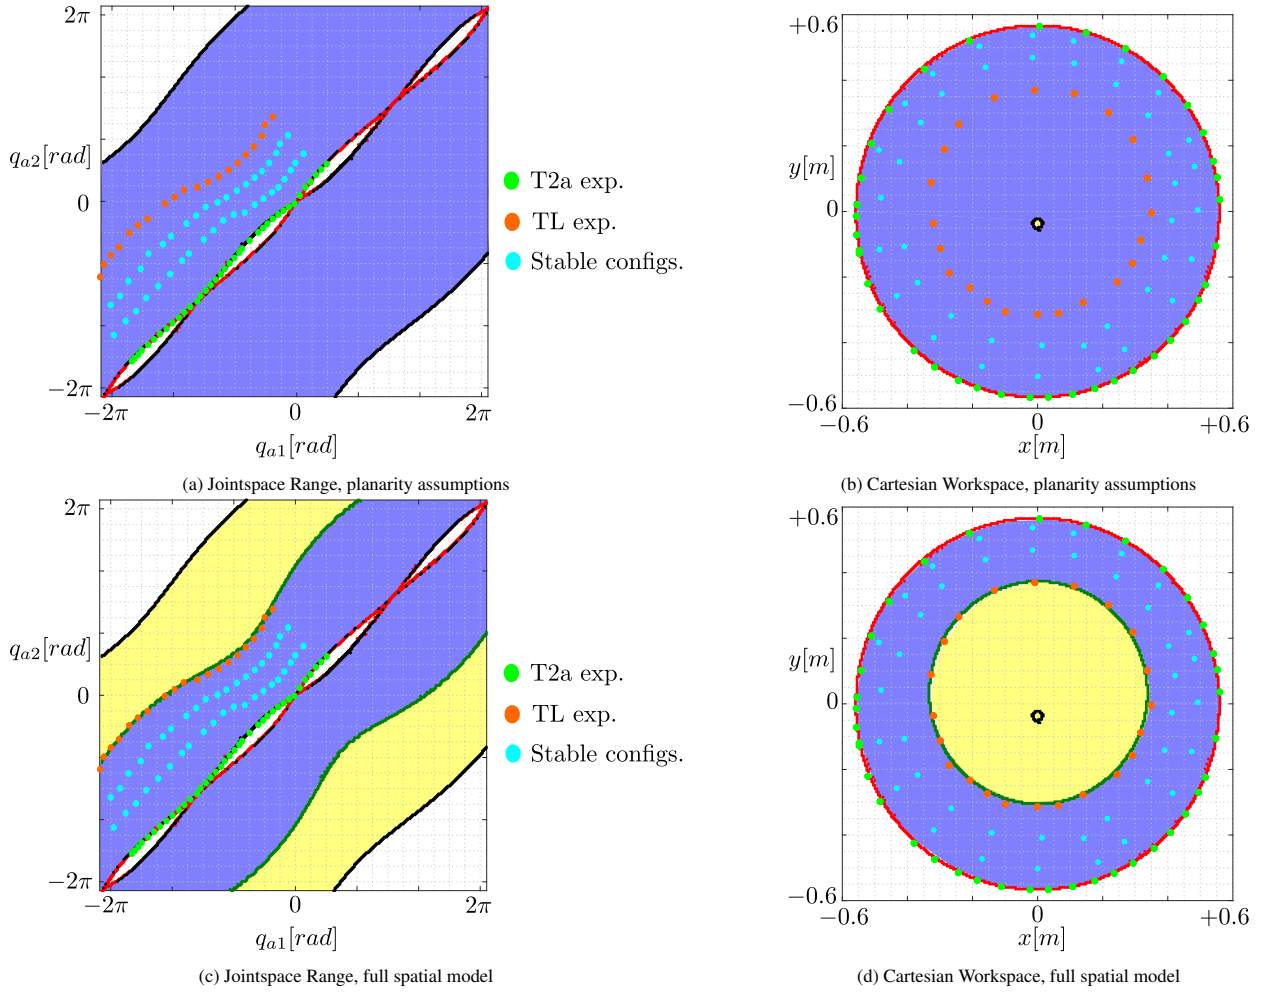 2π
q_{a2}[rad]
0
−2π
−2π 0 2π
q_{a1}[rad]
T2a exp.
TL exp.
Stable configs.
(a) Jointspace Range, planarity assumptions
+0.6
y[m]
0
−0.6
−0.6 0 +0.6
x[m]
(b) Cartesian Workspace, planarity assumptions
2π
q_{a2}[rad]
0
−2π
−2π 0 2π
q_{a1}[rad]
T2a exp.
TL exp.
Stable configs.
(c) Jointspace Range, full spatial model
+0.6
y[m]
0
−0.6
−0.6 0 +0.6
x[m]
(d) Cartesian Workspace, full spatial model